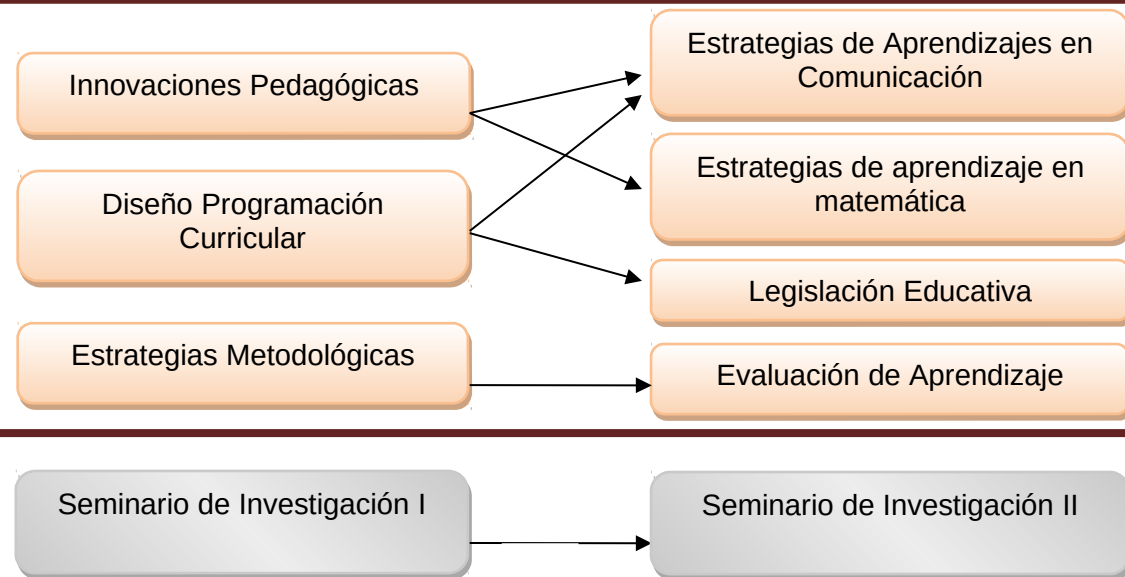 Innovaciones Pedagógicas
Estrategias de Aprendizajes en
Comunicación
Diseño Programación
Curricular
Estrategias de aprendizaje en
matemática
Legislación Educativa
Estrategias Metodológicas
Evaluación de Aprendizaje
Seminario de Investigación I
Seminario de Investigación II